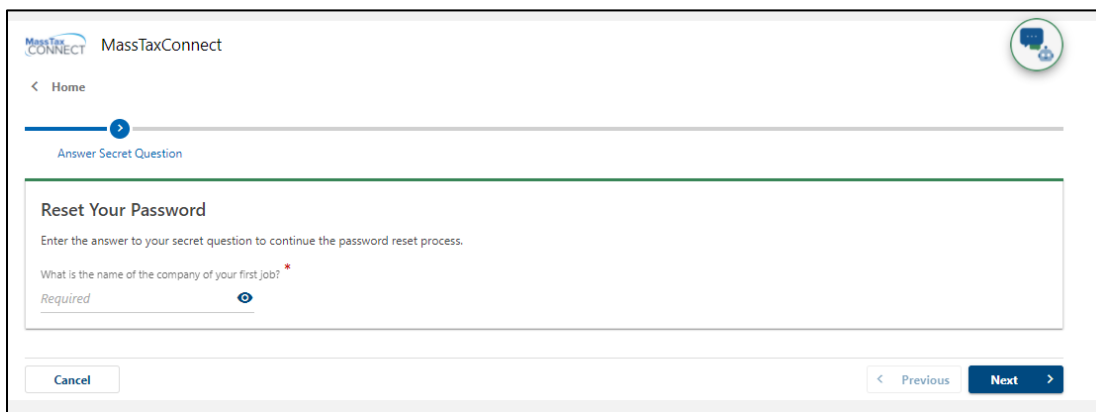 MassTax
CONNECT MassTaxConnect
Home
Answer Secret Question
Reset Your Password
Enter the answer to your secret question to continue the password reset process.
What is the name of the company of your first job? *
Required
Cancel
Previous
Next